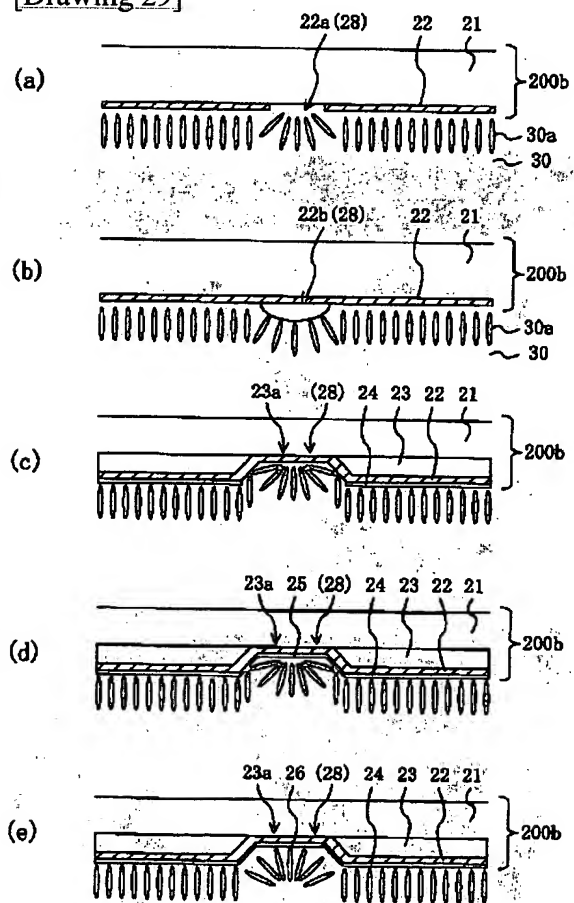 [Drawing 29]
(a)
22a (28) 22 21
200b
30a
30
(b)
22b (28) 22 21
200b
30a
30
(c)
23a (28) 24 23 22 21
200b
(d)
23a 25 (28) 24 23 22 21
200b
(e)
23a 26 (28) 24 23 22 21
200b